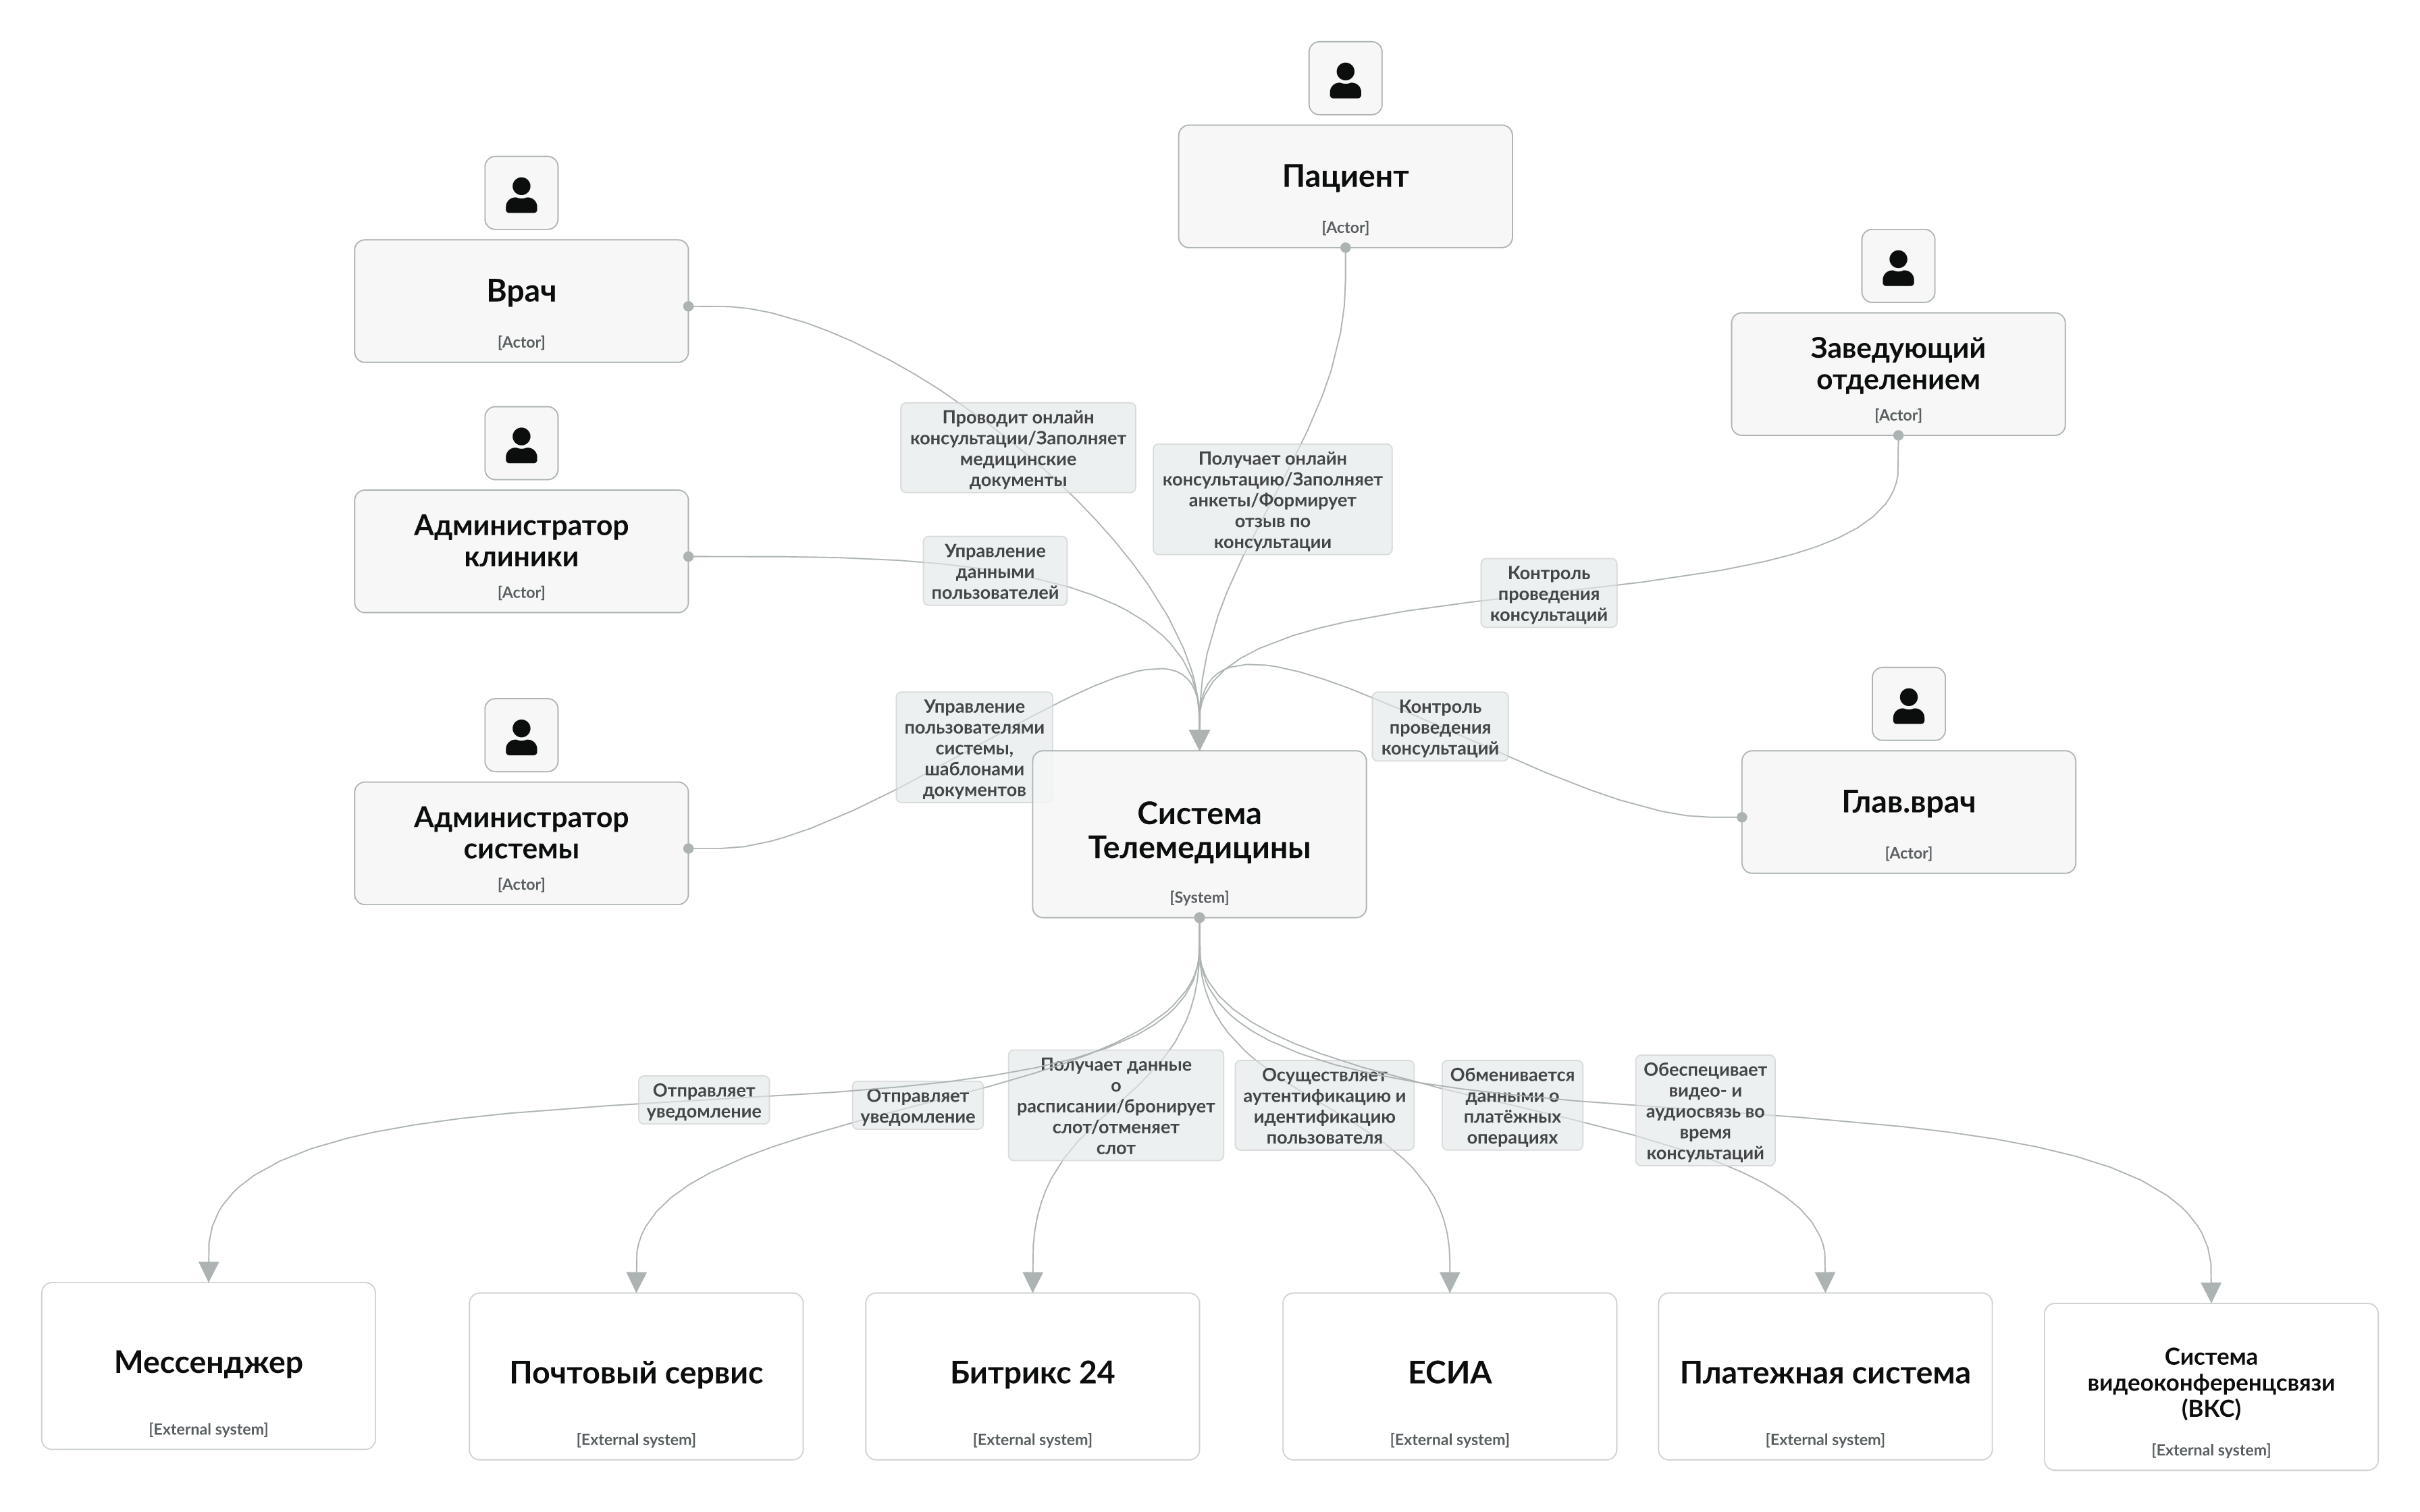 Пациент
[Actor]
Врач
[Actor]
Заведующий
отделением
[Actor]
Администратор
клиники
[Actor]
Проводит онлайн
консультации/Заполняет
медицинские
документы
Получает онлайн
консультацию/Заполняет
анкеты/Формирует
отзыв по
консультации
Управление
данными
пользователей
Контроль
проведения
консультаций
Управление
пользователями
системы,
шаблонами
документов
Контроль
проведения
консультаций
Администратор
системы
[Actor]
Система
Телемедицины
[System]
Глав.врач
[Actor]
Отправляет
уведомление
Отправляет
уведомление
Получает данные
о
расписании/бронирует
слот/отменяет
слот
Осуществляет
аутентификацию и
идентификацию
пользователя
Обменивается
данными о
платёжных
операциях
Обеспецивает
видео- и
аудиосвязь во
время
консультаций
Мессенджер
[External system]
Почтовый сервис
[External system]
Битрикс 24
[External system]
ЕСИА
[External system]
Платежная система
[External system]
Система
видеоконференцсвязи
(ВКС)
[External system]